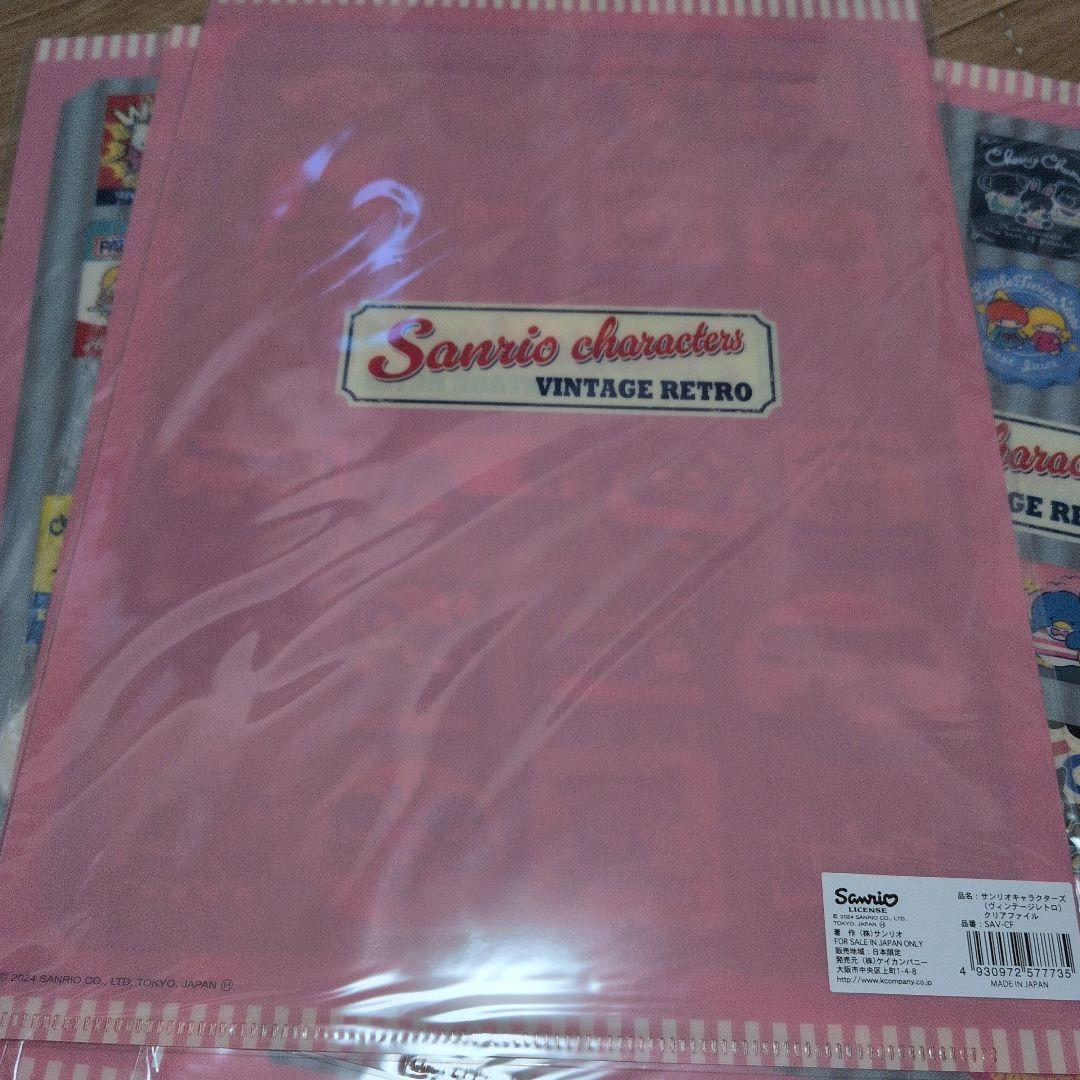 Sanrio characters
VINTAGE RETRO
Little Twin Stars
GE RE
Sanrio
LICENSE
© 2024 SANRIO CO., LTD.
TOKYO, JAPAN Ⓗ
著 作 (株)サンリオ
FOR SALE IN JAPAN ONLY
販売地域:日本限定
発売元 (株)ケイカンパニー
大阪市中央区上町1-4-8
http://www.kcompany.co.jp
品名:サンリオキャラクターズ
(ヴィンテージレトロ)
クリアファイル
品番:SAV-CF
4 930972 577735
MADE IN JAPAN
© 2024 SANRIO CO., LTD, TOKYO, JAPAN Ⓗ